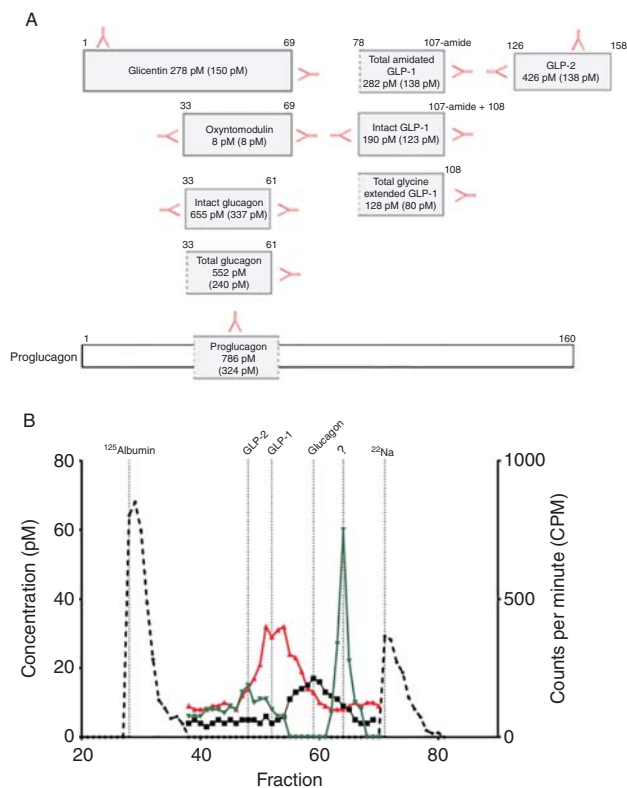 A
1
69
Glicentin 278 pM (150 pM)
78
107-amide
Total amidated
GLP-1
282 pM (138 pM)
126
158
GLP-2
426 pM (138 pM)
33
69
Oxyntomodulin
8 pM (8 pM)
107-amide + 108
Intact GLP-1
190 pM (123 pM)
33
61
Intact glucagon
655 pM (337 pM)
108
Total glycine
extended GLP-1
128 pM (80 pM)
33
61
Total glucagon
552 pM
(240 pM)
1
160
Proglucagon
Proglucagon
786 pM
(324 pM)
B
125Albumin
GLP-2
GLP-1
Glucagon
?
22Na
80
60
40
20
0
Concentration (pM)
1000
500
0
Counts per minute (CPM)
20
40
60
80
Fraction